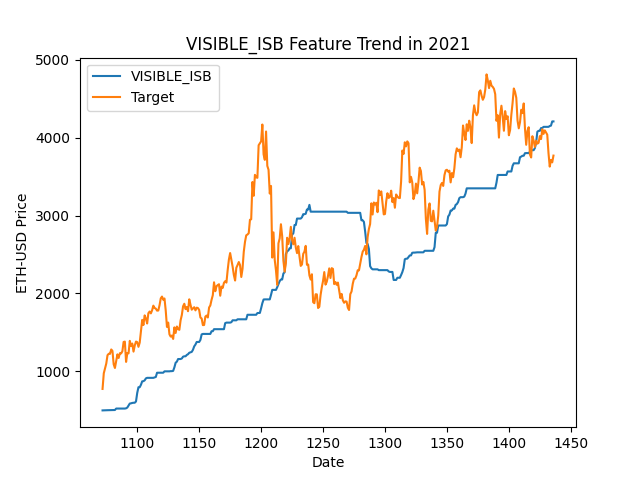 VISIBLE_ISB Feature Trend in 2021
VISIBLE_ISB
Target
5000
4000
3000
2000
1000
ETH-USD Price
1100 1150 1200 1250 1300 1350 1400 1450
Date